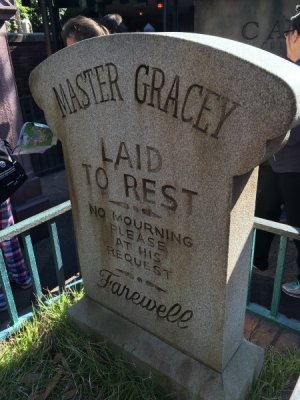 MASTER GRACEY
LAID
TO REST
NO MOURNING
PLEASE
AT HIS
REQUEST
Farewell